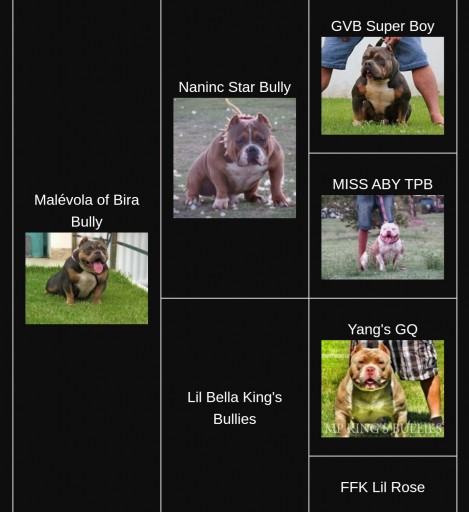 GVB Super Boy
Naninc Star Bully
MISS ABY TPB
Malévola of Bira
Bully
Yang's GQ
Lil Bella King's
Bullies
MP KING'S BULLIES
FFK Lil Rose